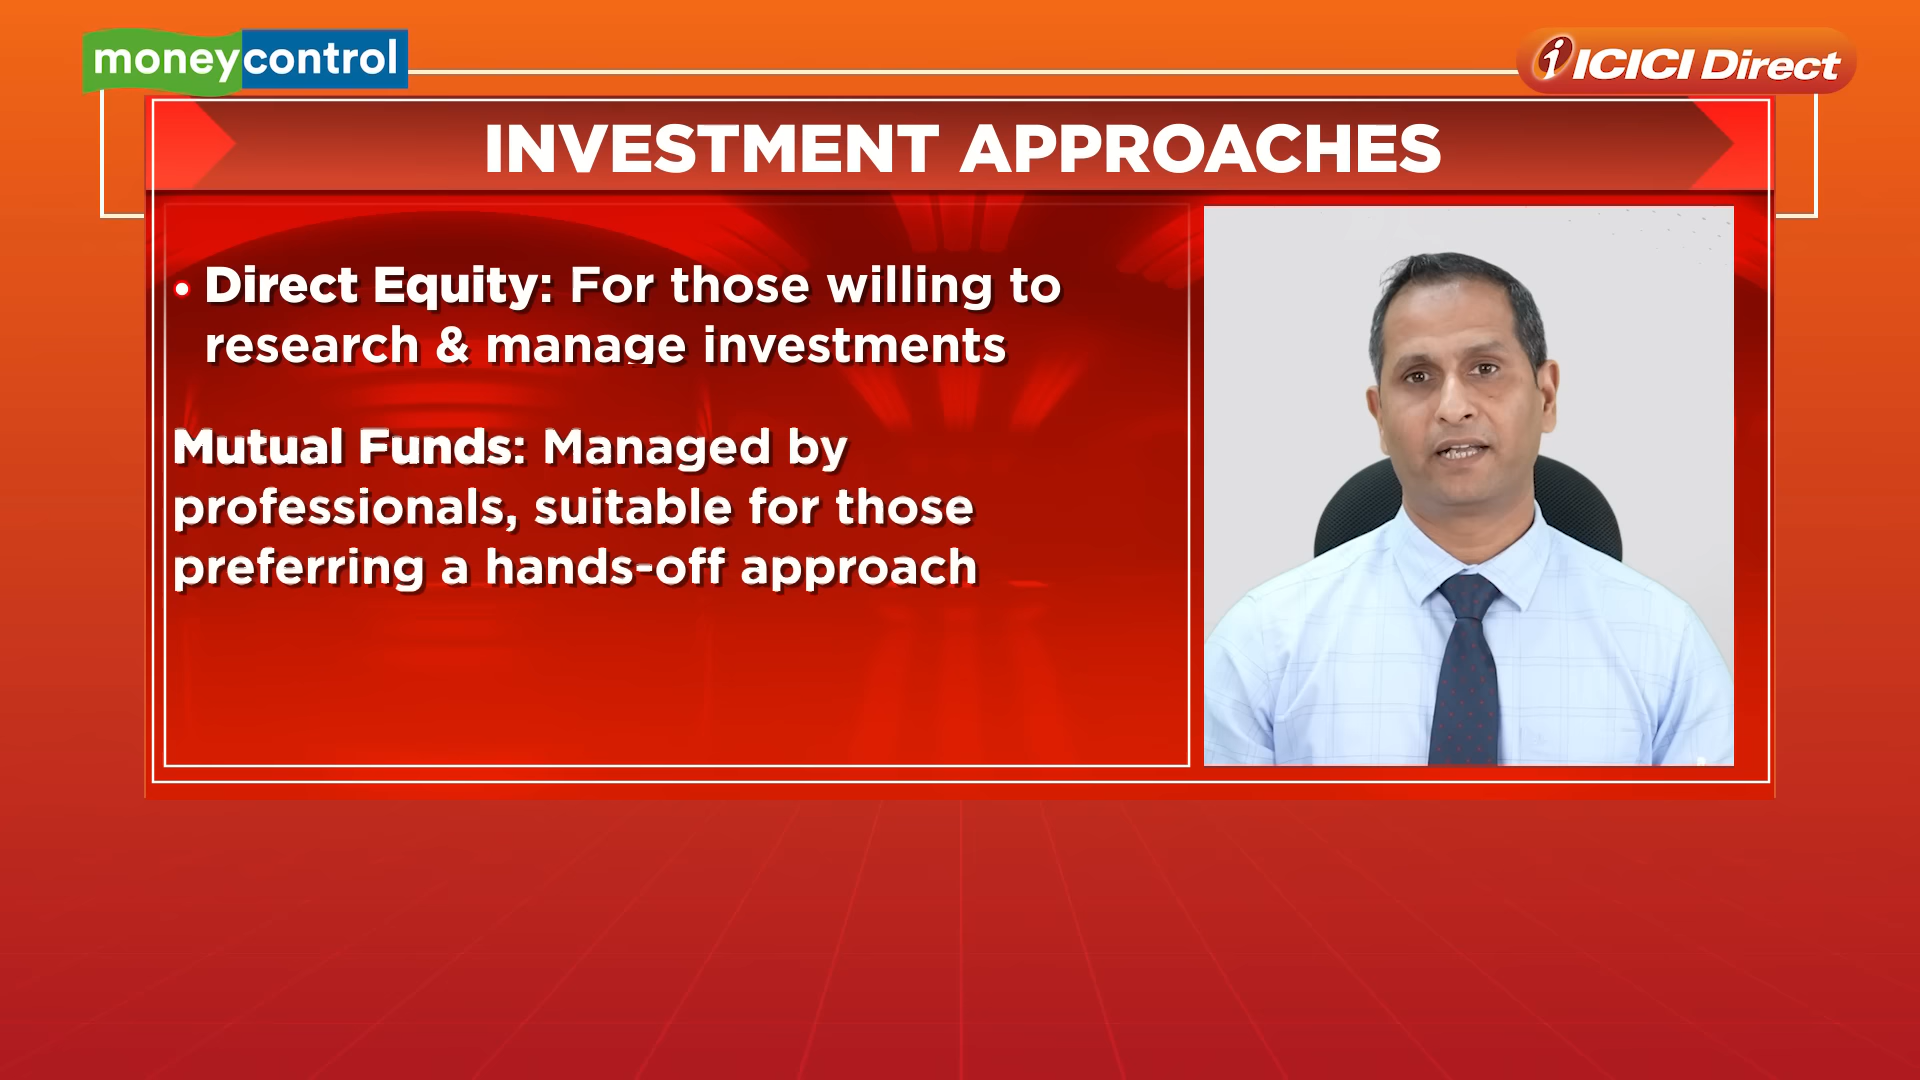 moneycontrol
ICICI Direct
INVESTMENT APPROACHES
• Direct Equity: For those willing to
research & manage investments
Mutual Funds: Managed by
professionals, suitable for those
preferring a hands-off approach